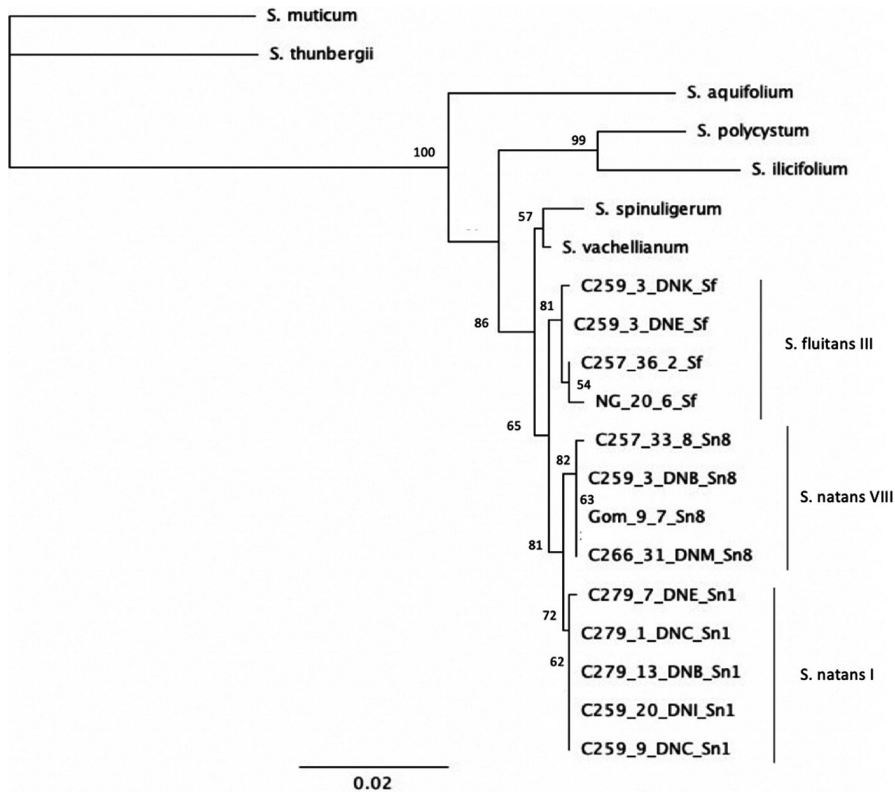 S. muticum
S. thunbergii
S. aquifolium
S. polycystum
99
100
S. ilicifolium
57
S. spinuligerum
S. vachellianum
C259_3_DNK_Sf
81
86
C259_3_DNE_Sf
S. fluitans III
C257_36_2_Sf
54
NG_20_6_Sf
65
C257_33_8_Sn8
82
C259_3_DNB_Sn8
63
S. natans VIII
Gom_9_7_Sn8
81
C266_31_DNM_Sn8
C279_7_DNE_Sn1
72
C279_1_DNC_Sn1
62
C279_13_DNB_Sn1
S. natans I
C259_20_DNI_Sn1
C259_9_DNC_Sn1
0.02